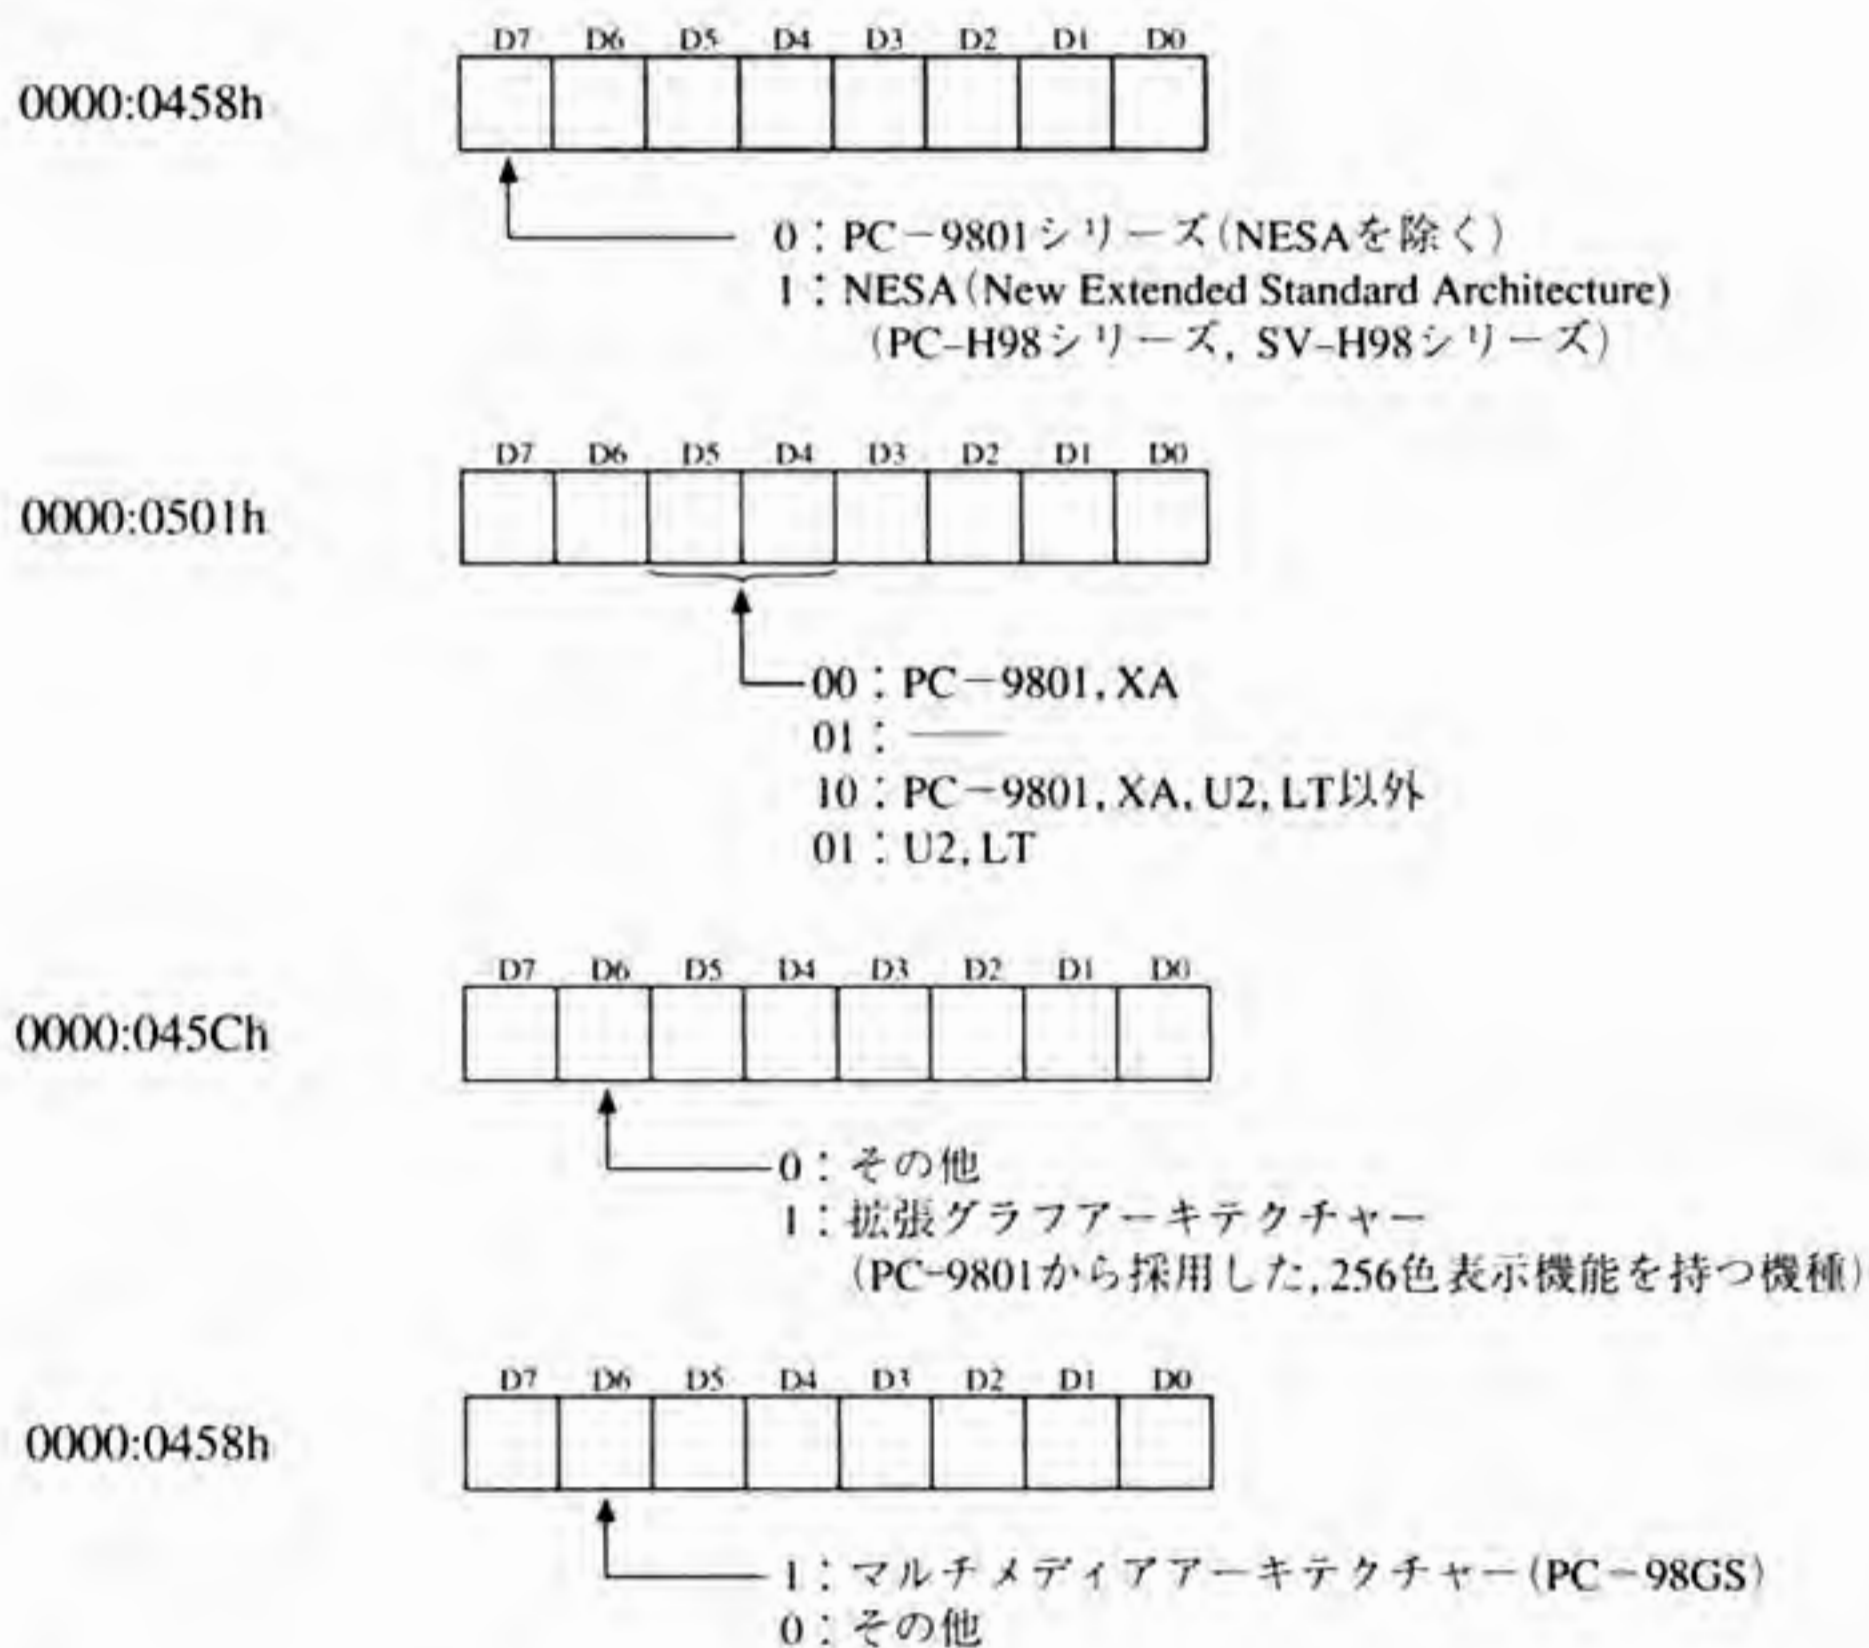 D7 D6 D5 D4 D3 D2 D1 D0
0000:0458h
0：PC－9801シリーズ(NESAを除く)
1：NESA(New Extended Standard Architecture)
(PC-H98シリーズ, SV-H98シリーズ)
D7 D6 D5 D4 D3 D2 D1 D0
0000:0501h
00：PC－9801, XA
01：――
10：PC－9801, XA, U2, LT以外
01：U2, LT
D7 D6 D5 D4 D3 D2 D1 D0
0000:045Ch
0：その他
1：拡張グラフアーキテクチャー
(PC-9801から採用した, 256色表示機能を持つ機種)
D7 D6 D5 D4 D3 D2 D1 D0
0000:0458h
1：マルチメディアアーキテクチャー(PC－98GS)
0：その他